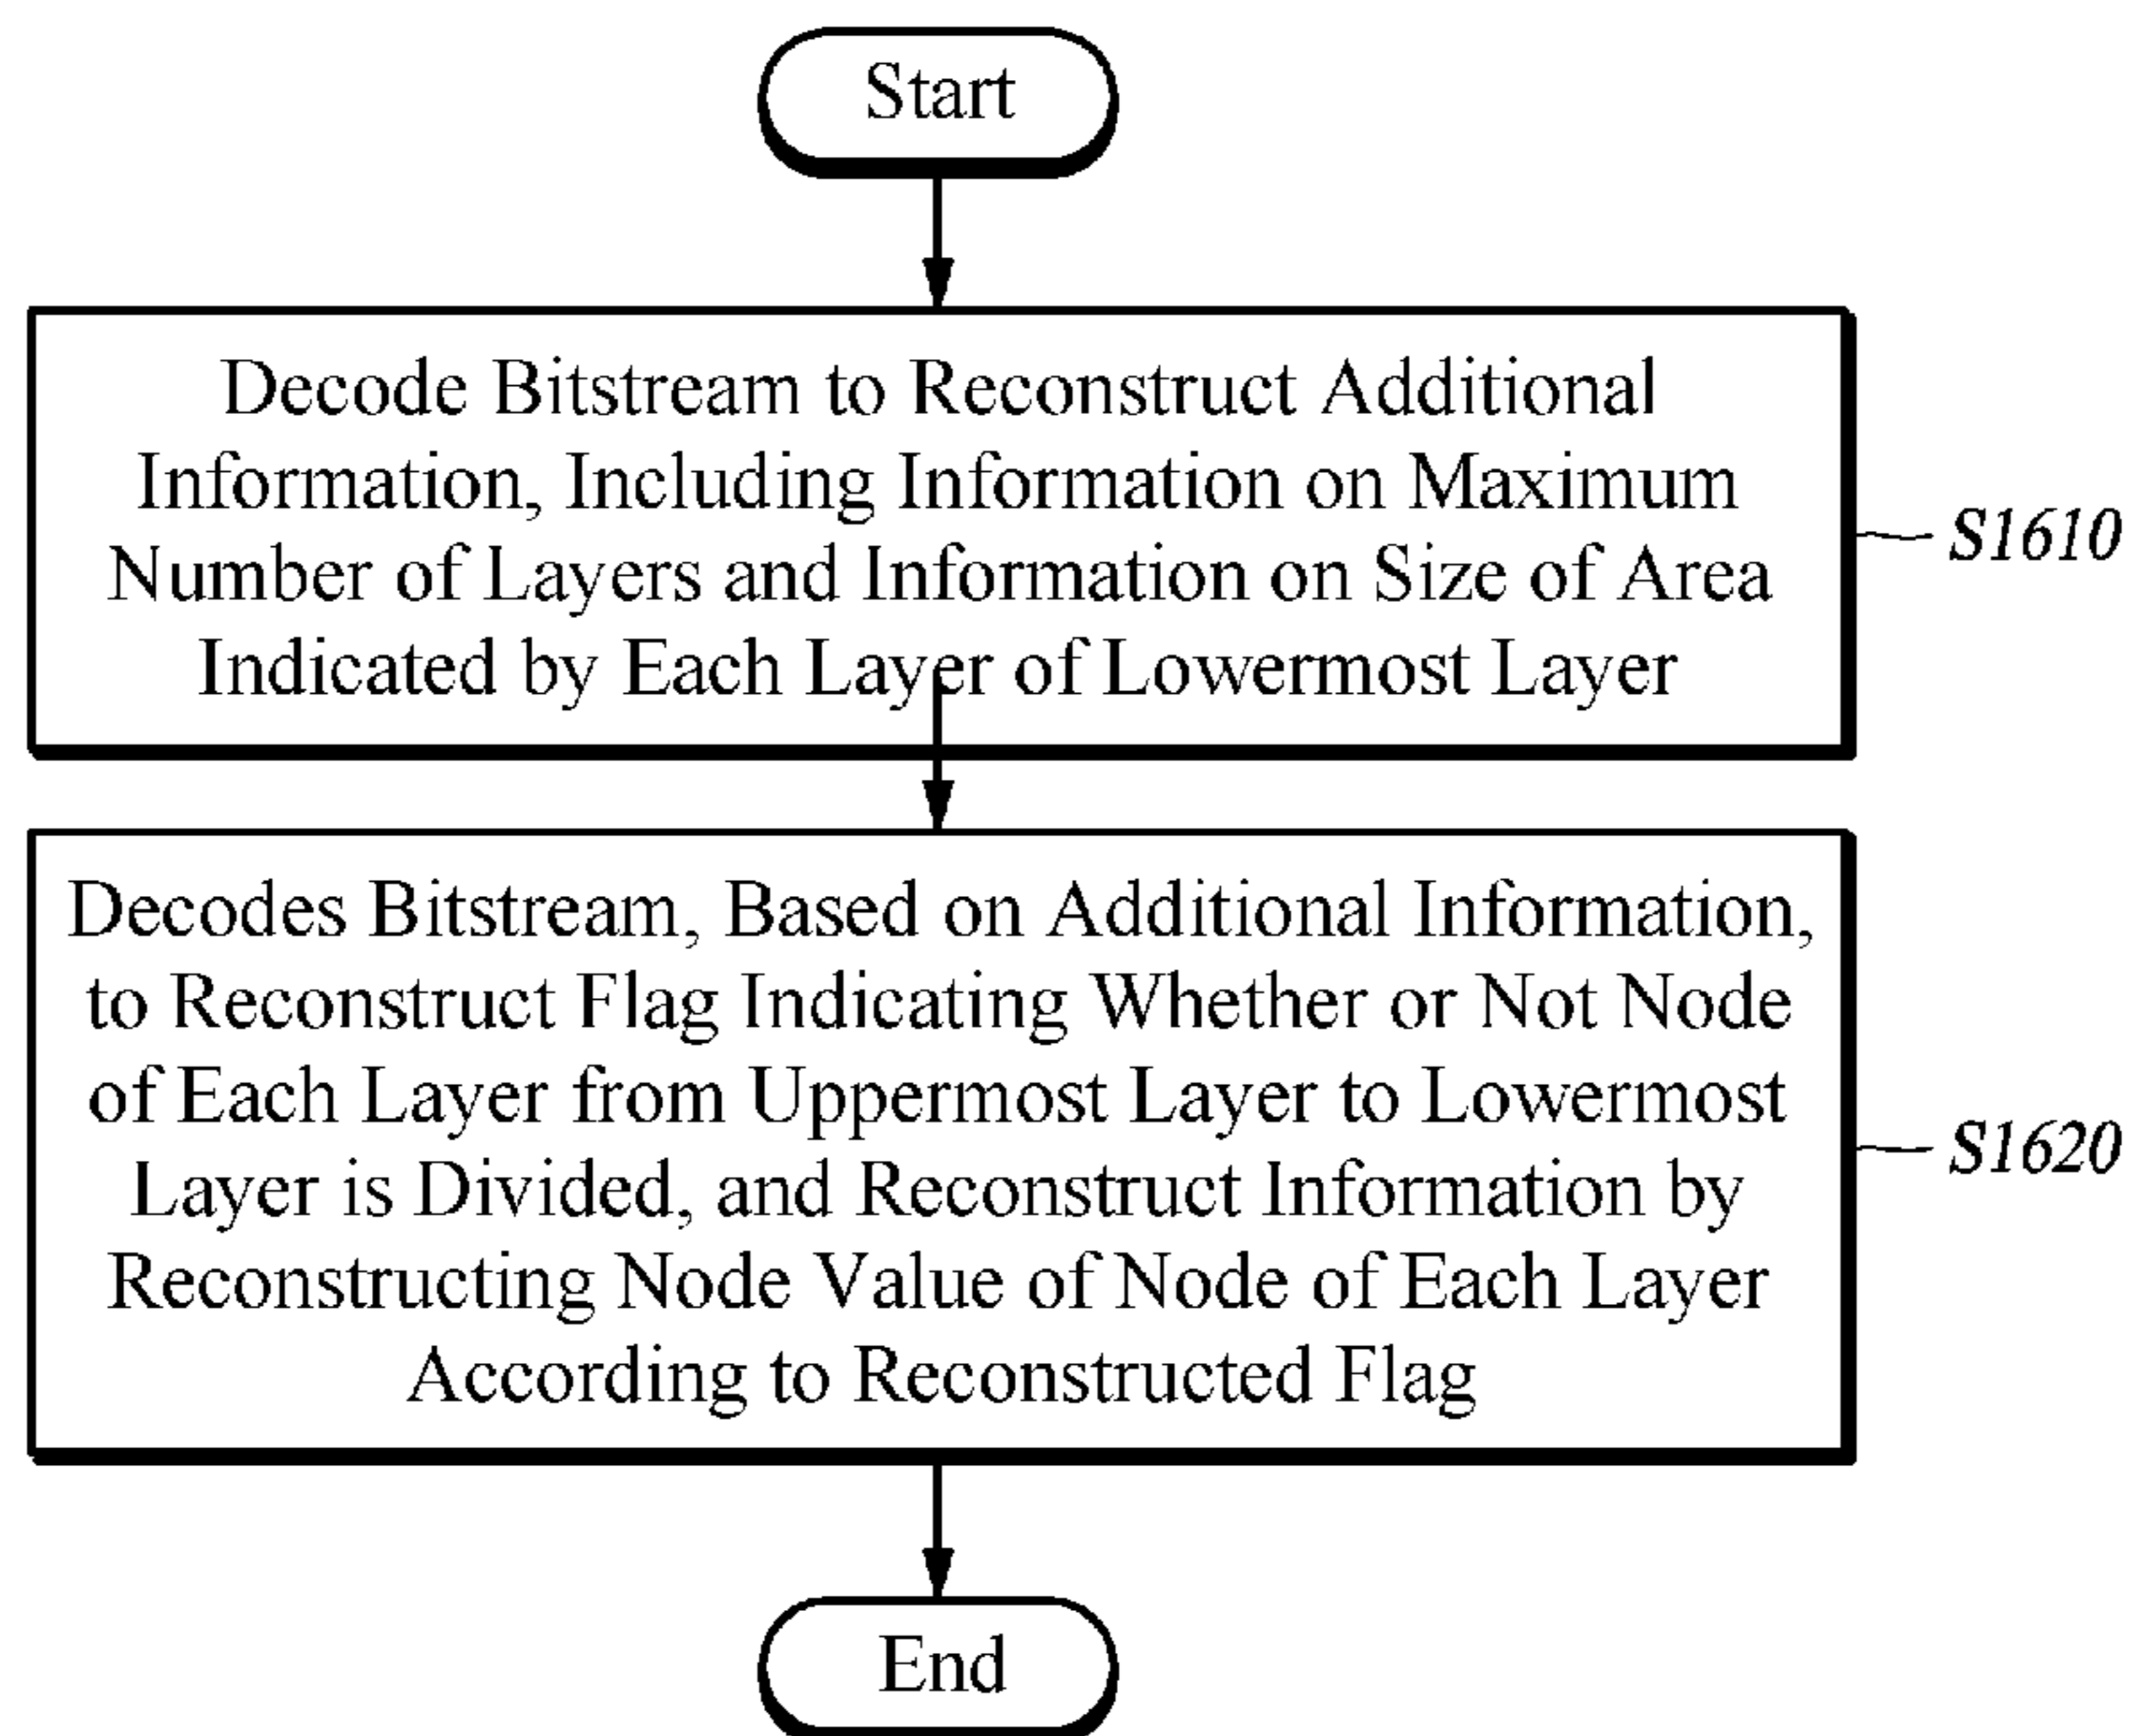 Start
Decode Bitstream to Reconstruct Additional
Information, Including Information on Maximum
Number of Layers and Information on Size of Area
Indicated by Each Layer of Lowermost Layer
S1610
Decodes Bitstream, Based on Additional Information,
to Reconstruct Flag Indicating Whether or Not Node
of Each Layer from Uppermost Layer to Lowermost
Layer is Divided, and Reconstruct Information by
Reconstructing Node Value of Node of Each Layer
According to Reconstructed Flag
S1620
End